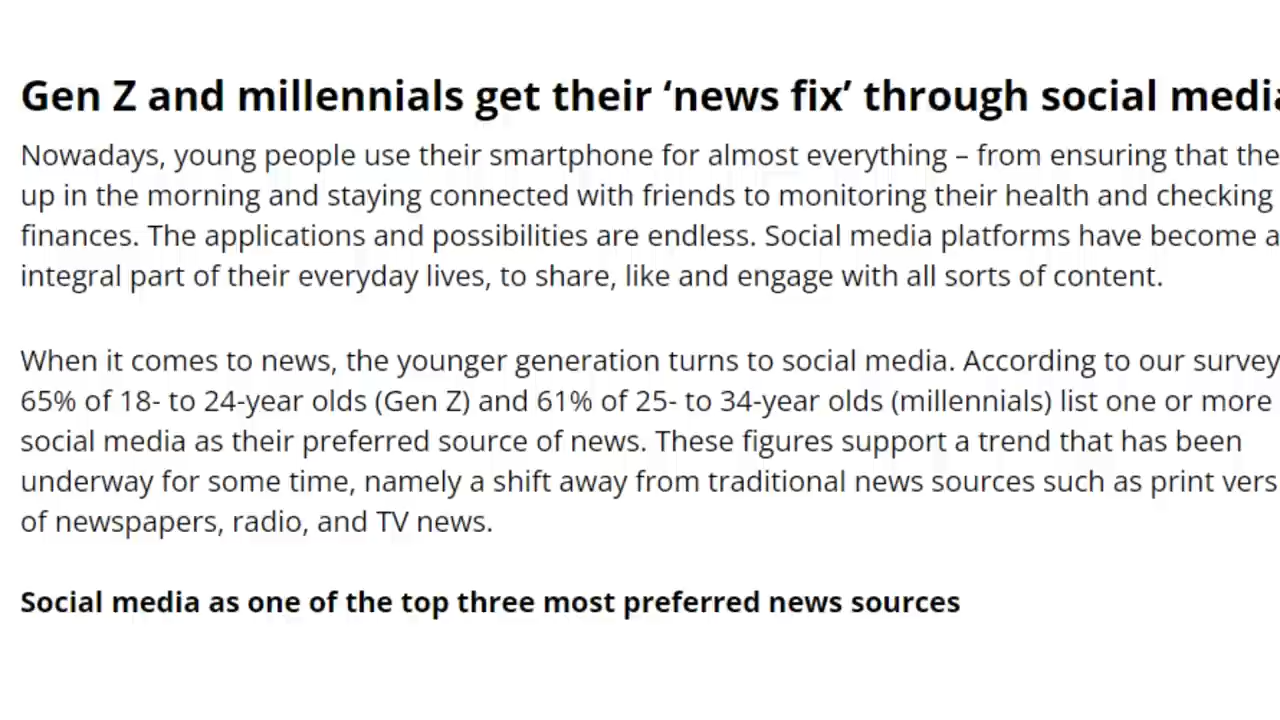 Gen Z and millennials get their ‘news fix’ through social media
Nowadays, young people use their smartphone for almost everything – from ensuring that the
up in the morning and staying connected with friends to monitoring their health and checking
finances. The applications and possibilities are endless. Social media platforms have become a
integral part of their everyday lives, to share, like and engage with all sorts of content.
When it comes to news, the younger generation turns to social media. According to our survey
65% of 18- to 24-year olds (Gen Z) and 61% of 25- to 34-year olds (millennials) list one or more
social media as their preferred source of news. These figures support a trend that has been
underway for some time, namely a shift away from traditional news sources such as print vers
of newspapers, radio, and TV news.
Social media as one of the top three most preferred news sources